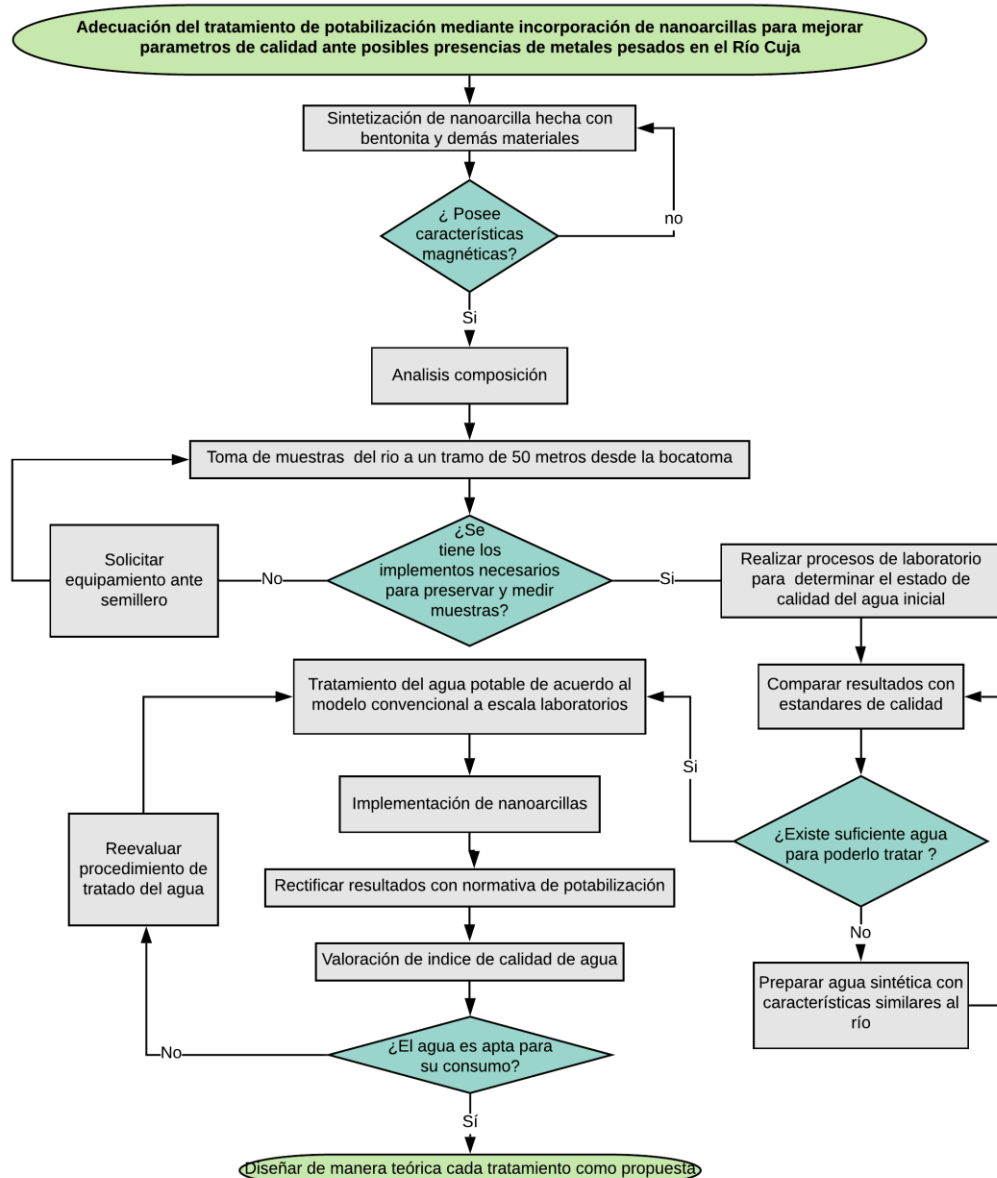 Adecuación del tratamiento de potabilización mediante incorporación de nanoarcillas para mejorar
parametros de calidad ante posibles presencias de metales pesados en el Río Cuja
Sintetización de nanoarcilla hecha con
bentonita y demás materiales
¿ Posee
características
magnéticas?
no
Si
Analisis composición
Toma de muestras del rio a un tramo de 50 metros desde la bocatoma
¿Se
tiene los
implementos necesarios
para preservar y medir
muestras?
No
Solicitar
equipamiento ante
semillero
Si
Realizar procesos de laboratorio
para determinar el estado de
calidad del agua inicial
Comparar resultados con
estandares de calidad
¿Existe suficiente agua
para poderlo tratar ?
No
Preparar agua sintética con
características similares al
río
Si
Tratamiento del agua potable de acuerdo al
modelo convencional a escala laboratorios
Implementación de nanoarcillas
Rectificar resultados con normativa de potabilización
Valoración de indice de calidad de agua
¿El agua es apta para
su consumo?
No
Reevaluar
procedimiento de
tratado del agua
Sí
Diseñar de manera teórica cada tratamiento como propuesta